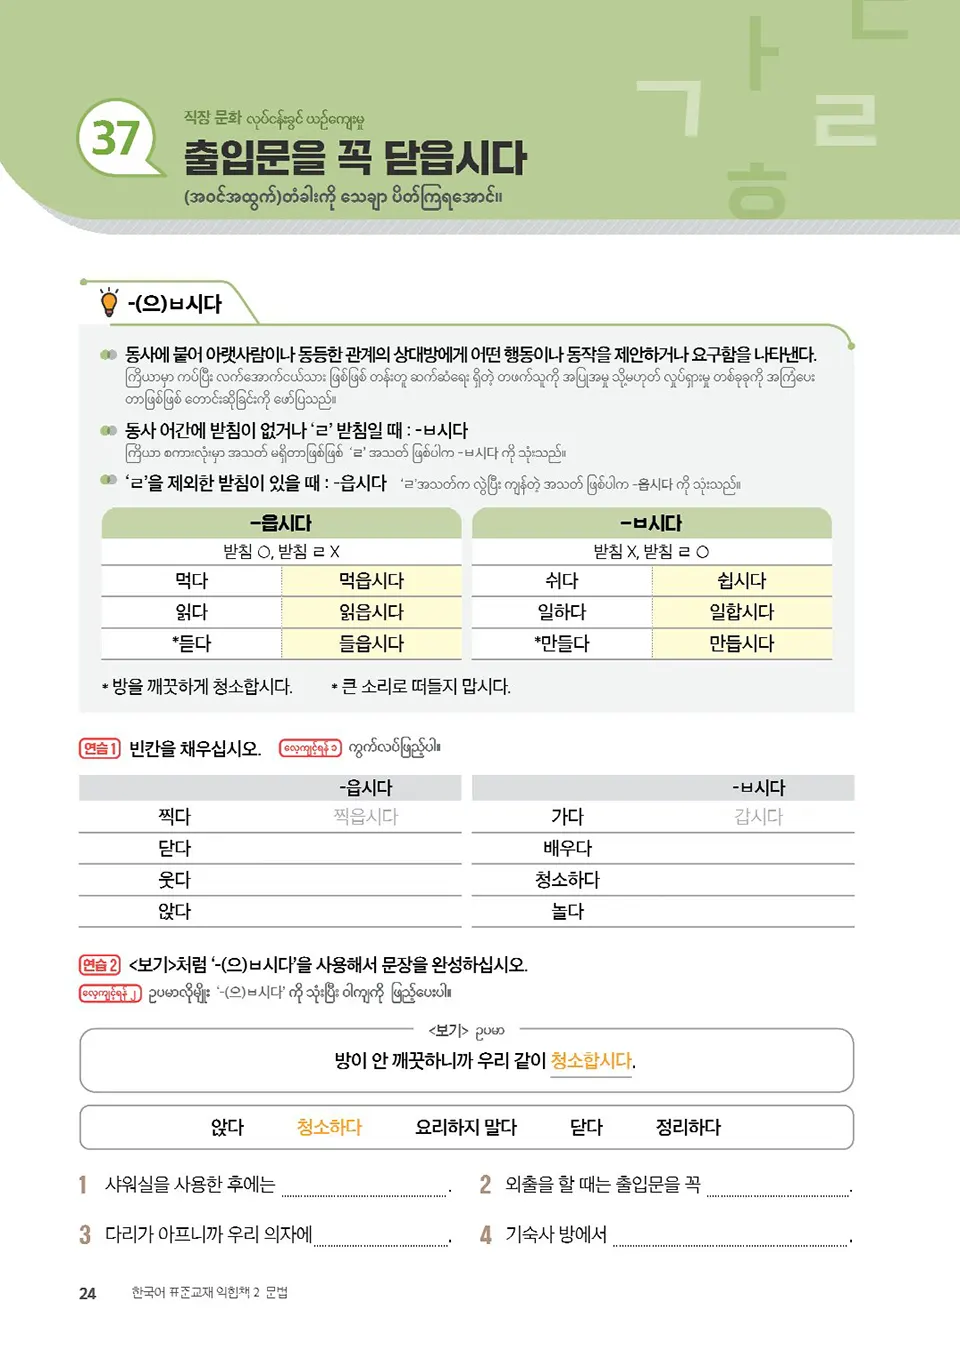 37
직장 문화 လုပ်ငန်းခွင် ယဉ်ကျေးမှု
출입문을 꼭 닫읍시다
(အဝင်အထွက်)တံခါးကို သေချာ ပိတ်ကြရအောင်။
ㄱ ㅏ ㄹ ㅎ ㄷ
-(으)ㅂ시다
동사에 붙어 아랫사람이나 동등한 관계의 상대방에게 어떤 행동이나 동작을 제안하거나 요구함을 나타낸다.
ကြိယာမှာ ကပ်ပြီး လက်အောက်ငယ်သား ဖြစ်ဖြစ် တန်းတူ ဆက်ဆံရေး ရှိတဲ့ တဖက်သူကို အပြုအမူ သို့မဟုတ် လှုပ်ရှားမှု တစ်ခုခုကို အကြံပေး
တာဖြစ်ဖြစ် တောင်းဆိုခြင်းကို ဖော်ပြသည်။
동사 어간에 받침이 없거나 ‘ㄹ’ 받침일 때 : -ㅂ시다
ကြိယာ စကားလုံးမှာ အသတ် မရှိတာဖြစ်ဖြစ် ‘ㄹ’ အသတ် ဖြစ်ပါက -ㅂ시다 ကို သုံးသည်။
‘ㄹ’을 제외한 받침이 있을 때 : -읍시다 ‘ㄹ’အသတ်က လွဲပြီး ကျန်တဲ့ အသတ် ဖြစ်ပါက -읍시다 ကို သုံးသည်။
-읍시다 -ㅂ시다
받침 O, 받침 ㄹ X 받침 X, 받침 ㄹ O
먹다 먹읍시다 쉬다 쉽시다
읽다 읽읍시다 일하다 일합시다
*듣다 들읍시다 *만들다 만듭시다
* 방을 깨끗하게 청소합시다. * 큰 소리로 떠들지 맙시다.
연습 1 빈칸을 채우십시오. လေ့ကျင့်ရန် ၁ ကွက်လပ်ဖြည့်ပါ။
-읍시다 -ㅂ시다
찍다 찍읍시다 가다 갑시다
닫다 배우다
웃다 청소하다
앉다 놀다
연습 2 <보기>처럼 ‘-(으)ㅂ시다’을 사용해서 문장을 완성하십시오.
လေ့ကျင့်ရန် ၂ ဥပမာလိုမျိုး ‘-(으)ㅂ시다’ ကို သုံးပြီး ဝါကျကို ဖြည့်ပေးပါ။
<보기> ဥပမာ
방이 안 깨끗하니까 우리 같이 청소합시다.
앉다 청소하다 요리하지 말다 닫다 정리하다
1 샤워실을 사용한 후에는 .
2 외출을 할 때는 출입문을 꼭 .
3 다리가 아프니까 우리 의자에 .
4 기숙사 방에서 .
24 한국어 표준교재 익힘책 2 문법